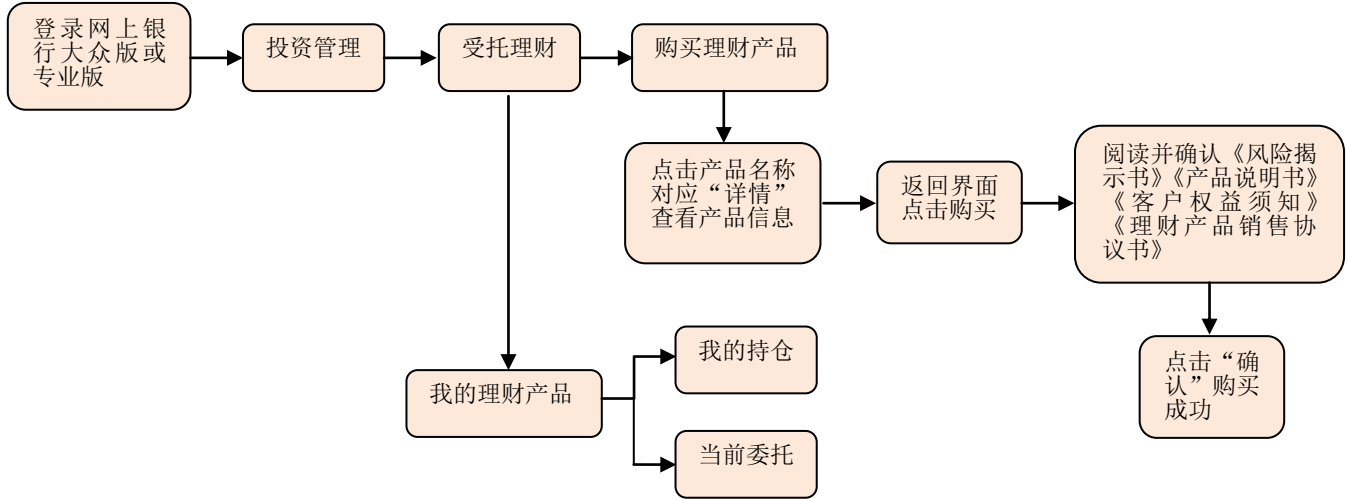 登录网上银
行大众版或
专业版
投资管理
受托理财
购买理财产品
点击产品名称
对应“详情”
查看产品信息
返回界面
点击购买
阅读并确认《风险揭
示书》《产品说明书》
《客户权益须知》
《理财产品销售协
议书》
点击“确
认”购买
成功
我的理财产品
我的持仓
当前委托